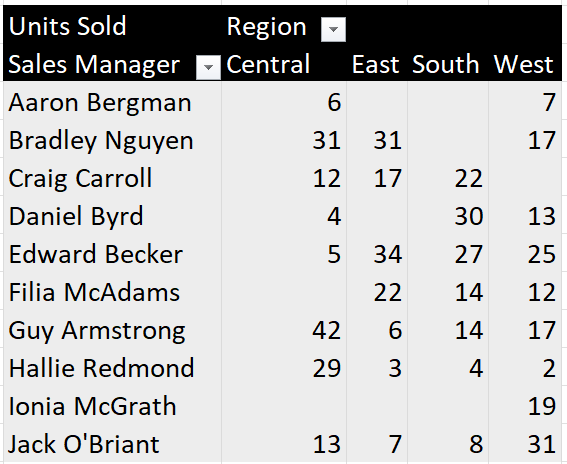 Units Sold Region
Sales Manager Central East South West
Aaron Bergman 6 7
Bradley Nguyen 31 31 17
Craig Carroll 12 17 22
Daniel Byrd 4 30 13
Edward Becker 5 34 27 25
Filia McAdams 22 14 12
Guy Armstrong 42 6 14 17
Hallie Redmond 29 3 4 2
Ionia McGrath 19
Jack O'Briant 13 7 8 31